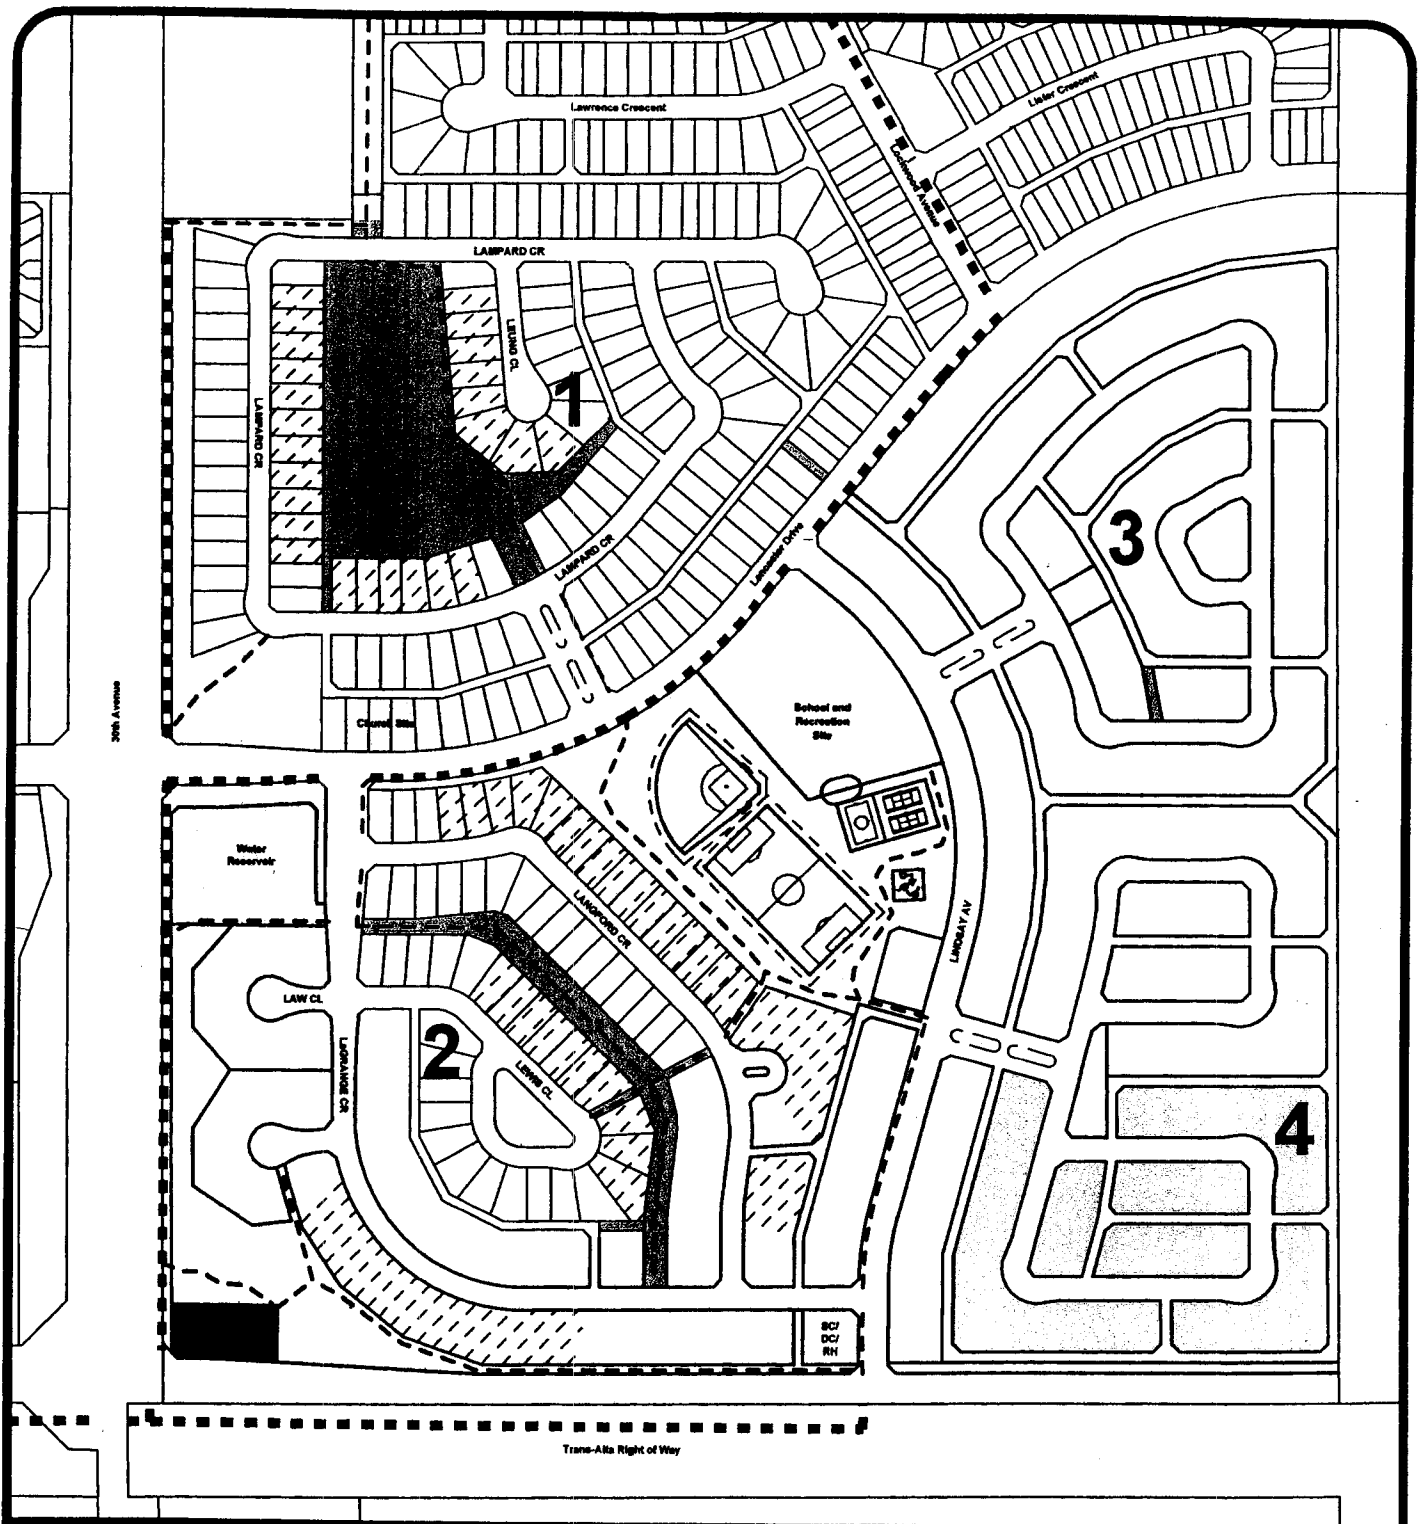 Lawrence Crescent
Lister Crescent
Lockwood Avenue
LAMPARD CR
LEUNG CL
1
LAMPARD CR
3
LAMPARD CR
Lancaster Drive
30th Avenue
School and
Recreation
Site
Church Site
Water
Reservoir
LANGFORD CR
LINDSAY AV
LAW CL
2
LaGRANGE CR
LEWIS CL
4
SC/
DC/
RH
Trans-Alta Right of Way